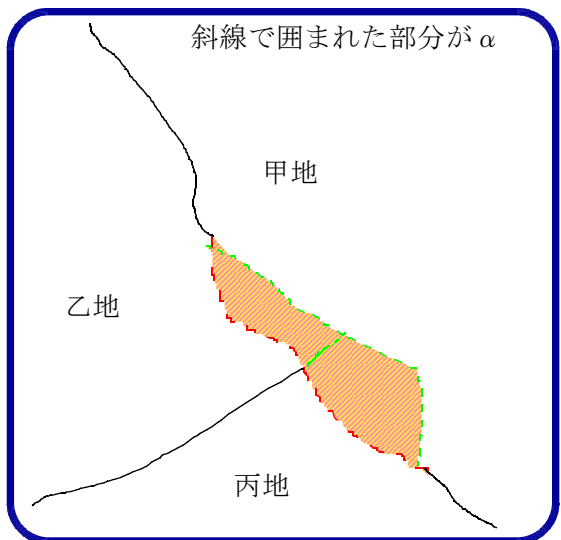 斜線で囲まれた部分がα
甲地
乙地
丙地